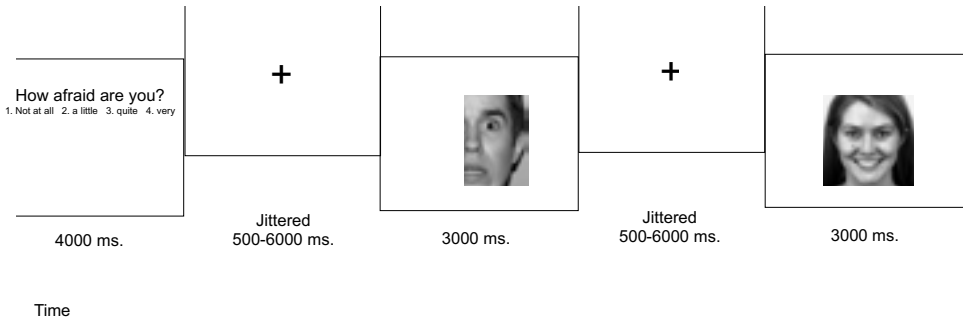 How afraid are you?
1. Not at all 2. a little 3. quite 4. very
+
+
4000 ms.
Jittered
500-6000 ms.
3000 ms.
Jittered
500-6000 ms.
3000 ms.
Time